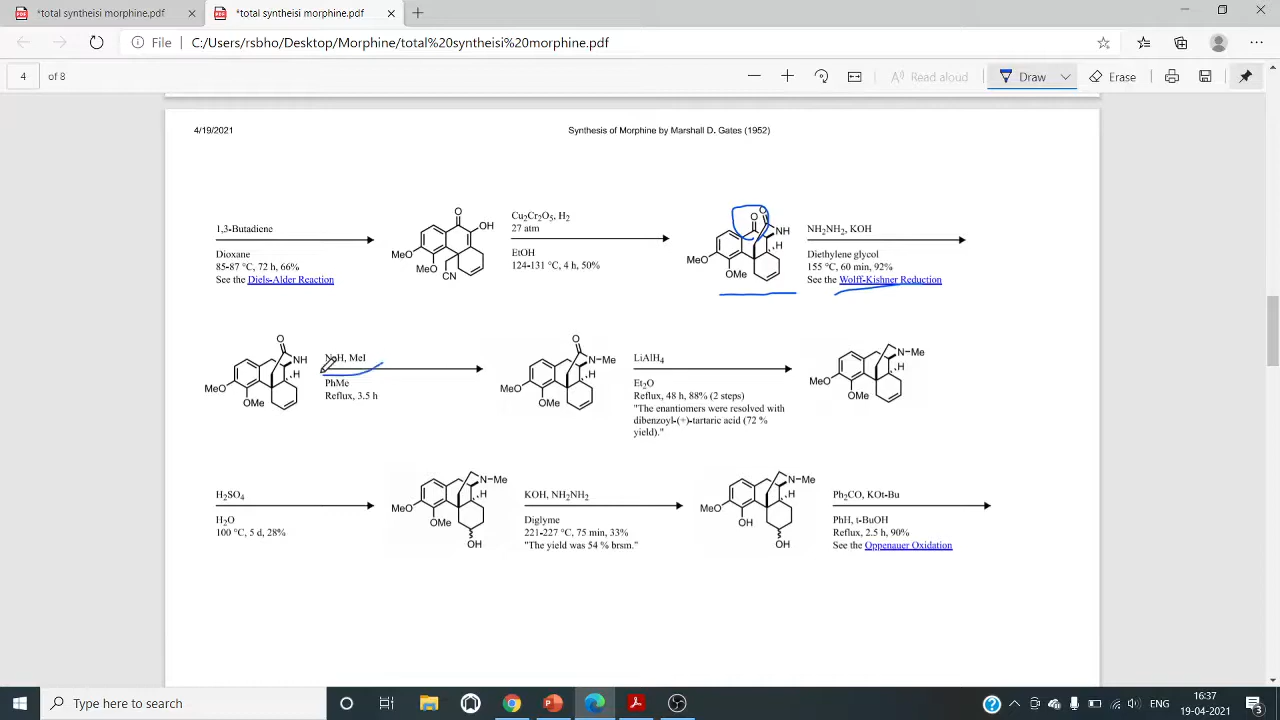 *total syntheisi morphine.pdf
*total syntheisi morphine.pdf
File
C:/Users/rsbho/Desktop/Morphine/total%20syntheisi%20morphine.pdf
4 of 8
Read aloud
Draw
Erase
4/19/2021
Synthesis of Morphine by Marshall D. Gates (1952)
1,3-Butadiene
Dioxane
85-87 °C, 72 h, 66%
See the Diels-Alder Reaction
O
OH
MeO
MeO
CN
Cu2Cr2O5, H2
27 atm
EtOH
124-131 °C, 4 h, 50%
O
O
NH
H
MeO
OMe
NH2NH2, KOH
Diethylene glycol
155 °C, 60 min, 92%
See the Wolff-Kishner Reduction
O
NH
H
MeO
OMe
NaH, MeI
PhMe
Reflux, 3.5 h
O
N-Me
H
MeO
OMe
LiAlH4
Et2O
Reflux, 48 h, 88% (2 steps)
"The enantiomers were resolved with
dibenzoyl-(+)-tartaric acid (72 %
yield)."
N-Me
H
MeO
OMe
H2SO4
H2O
100 °C, 5 d, 28%
N-Me
H
MeO
OMe
OH
KOH, NH2NH2
Diglyme
221-227 °C, 75 min, 33%
"The yield was 54 % brsm."
N-Me
H
MeO
OH
OH
Ph2CO, KOt-Bu
PhH, t-BuOH
Reflux, 2.5 h, 90%
See the Oppenauer Oxidation
Type here to search
ENG
16:37
19-04-2021